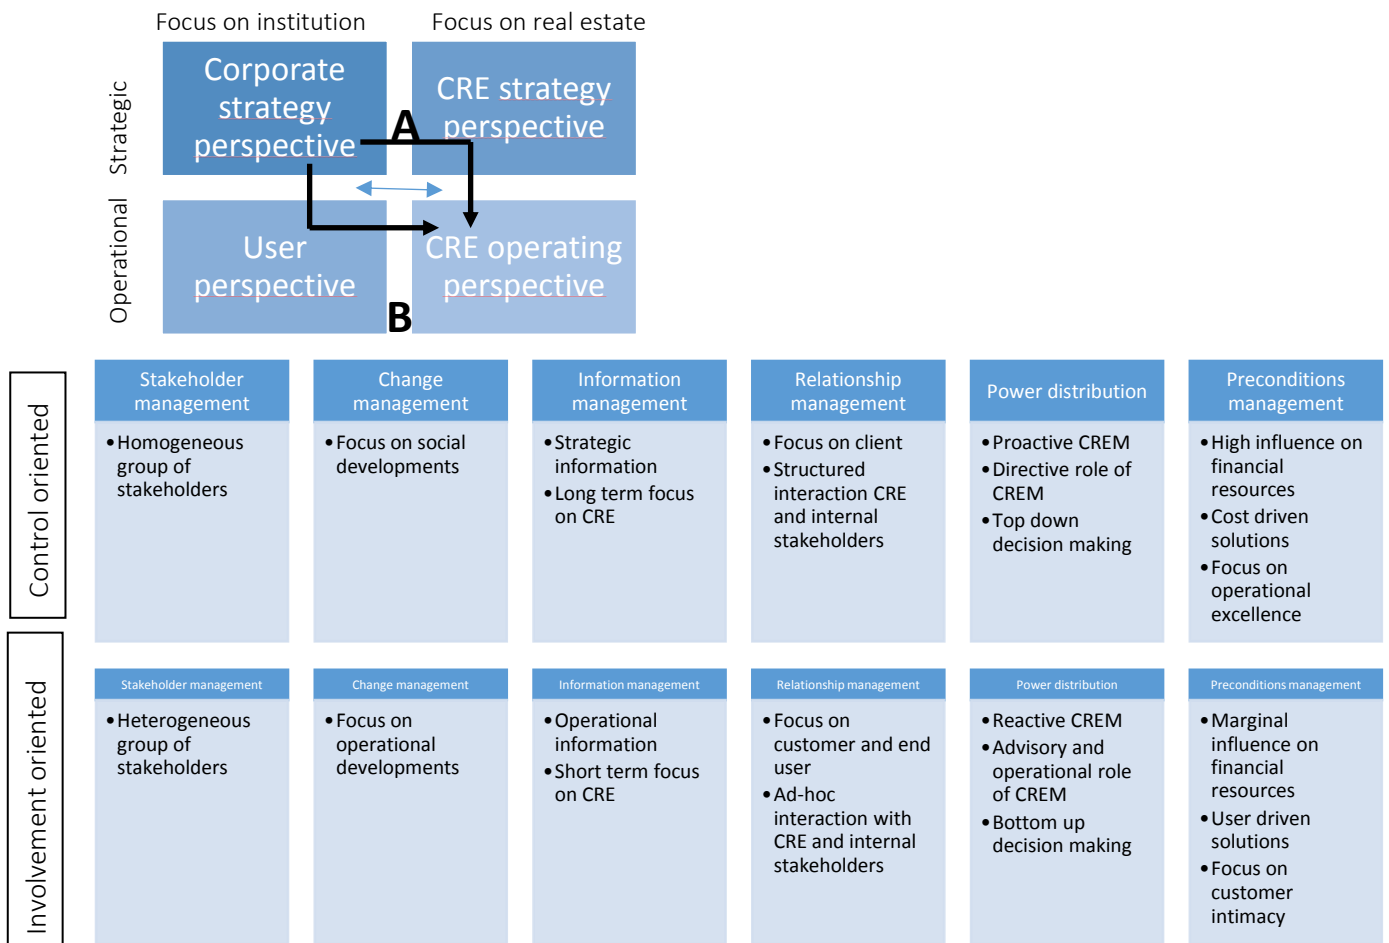 Focus on institution
Focus on real estate
Strategic
Operational
Corporate
strategy
perspective
CRE strategy
perspective
A
User
perspective
CRE operating
perspective
B
Control oriented
Stakeholder
management
• Homogeneous
group of
stakeholders
Change
management
• Focus on social
developments
Information
management
• Strategic
information
• Long term focus
on CRE
Relationship
management
• Focus on client
• Structured
interaction CRE
and internal
stakeholders
Power distribution
• Proactive CREM
• Directive role of
CREM
• Top down
decision making
Preconditions
management
• High influence on
financial
resources
• Cost driven
solutions
• Focus on
operational
excellence
Involvement oriented
Stakeholder management
• Heterogeneous
group of
stakeholders
Change management
• Focus on
operational
developments
Information management
• Operational
information
• Short term focus
on CRE
Relationship management
• Focus on
customer and end
user
• Ad-hoc
interaction with
CRE and internal
stakeholders
Power distribution
• Reactive CREM
• Advisory and
operational role
of CREM
• Bottom up
decision making
Preconditions management
• Marginal
influence on
financial
resources
• User driven
solutions
• Focus on
customer
intimacy